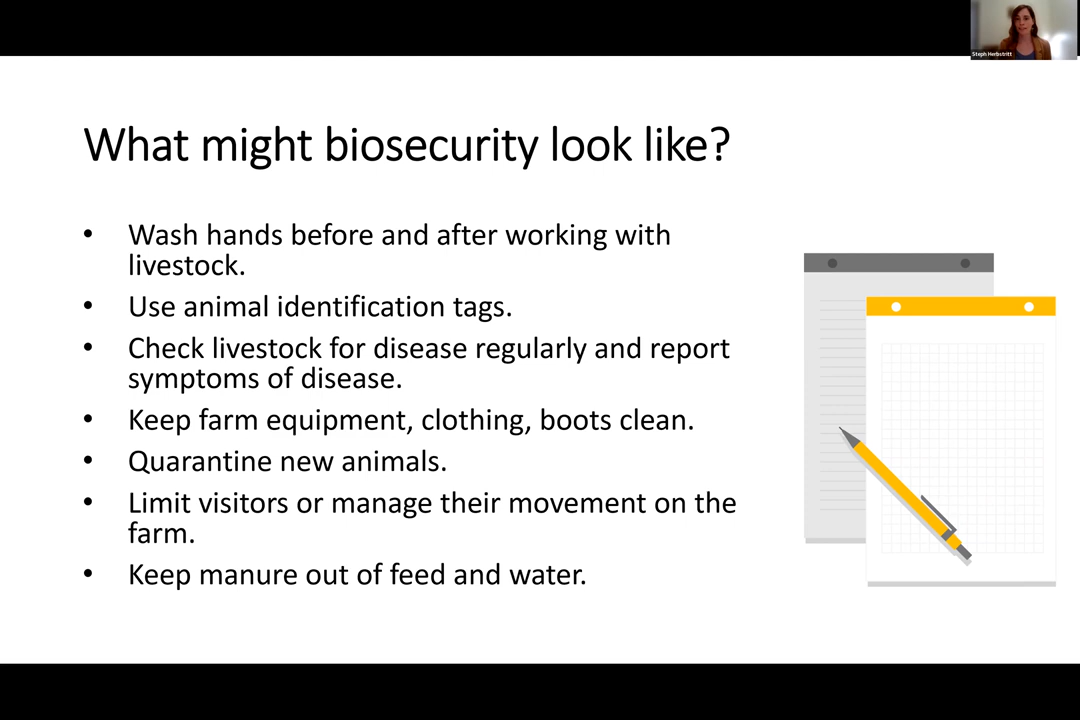 Steph Herbstritt
What might biosecurity look like?
• Wash hands before and after working with
livestock.
• Use animal identification tags.
• Check livestock for disease regularly and report
symptoms of disease.
• Keep farm equipment, clothing, boots clean.
• Quarantine new animals.
• Limit visitors or manage their movement on the
farm.
• Keep manure out of feed and water.